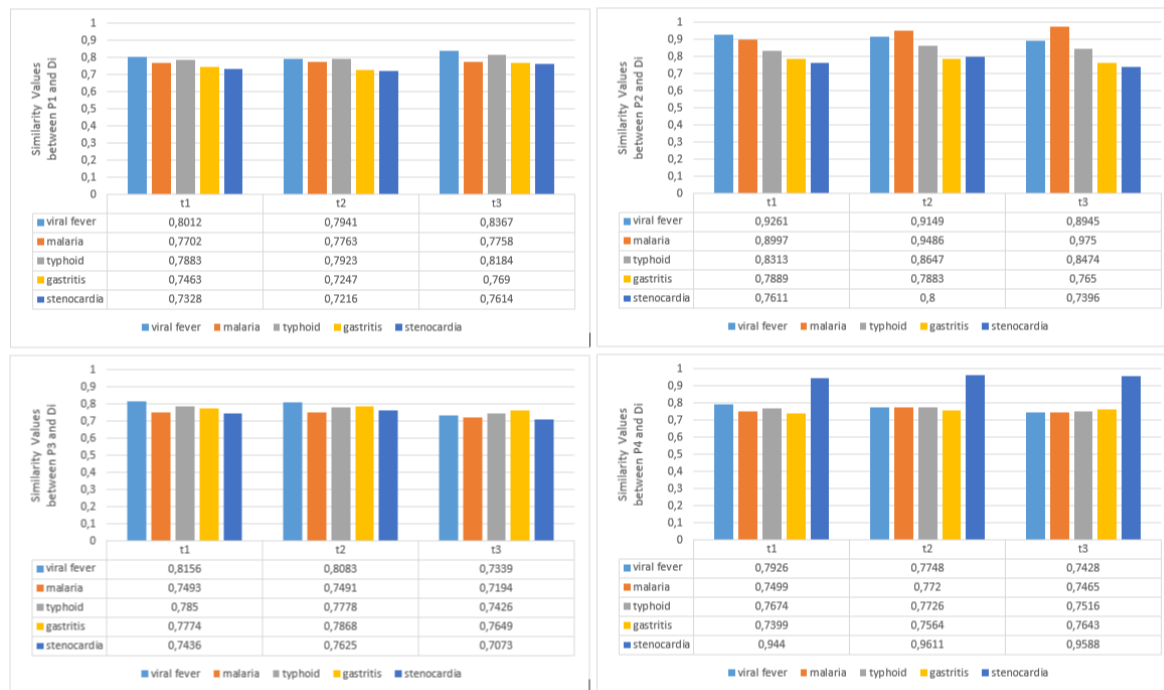 Similarity Values
between P1 and Di
1
0,9
0,8
0,7
0,6
0,5
0,4
0,3
0,2
0,1
0
t1 t2 t3
viral fever 0,8012 0,7941 0,8367
malaria 0,7702 0,7763 0,7758
typhoid 0,7883 0,7923 0,8184
gastritis 0,7463 0,7247 0,769
stenocardia 0,7328 0,7216 0,7614
viral fever malaria typhoid gastritis stenocardia
Similarity Values
between P2 and Di
1
0,9
0,8
0,7
0,6
0,5
0,4
0,3
0,2
0,1
0
t1 t2 t3
viral fever 0,9261 0,9149 0,8945
malaria 0,8997 0,9486 0,975
typhoid 0,8313 0,8647 0,8474
gastritis 0,7889 0,7883 0,765
stenocardia 0,7611 0,8 0,7396
viral fever malaria typhoid gastritis stenocardia
Similarity Values
between P3 and Di
1
0,9
0,8
0,7
0,6
0,5
0,4
0,3
0,2
0,1
0
t1 t2 t3
viral fever 0,8156 0,8083 0,7339
malaria 0,7493 0,7491 0,7194
typhoid 0,785 0,7778 0,7426
gastritis 0,7774 0,7868 0,7649
stenocardia 0,7436 0,7625 0,7073
viral fever malaria typhoid gastritis stenocardia
Similarity Values
between P4 and Di
1
0,9
0,8
0,7
0,6
0,5
0,4
0,3
0,2
0,1
0
t1 t2 t3
viral fever 0,7926 0,7748 0,7428
malaria 0,7499 0,772 0,7465
typhoid 0,7674 0,7726 0,7516
gastritis 0,7399 0,7564 0,7643
stenocardia 0,944 0,9611 0,9588
viral fever malaria typhoid gastritis stenocardia